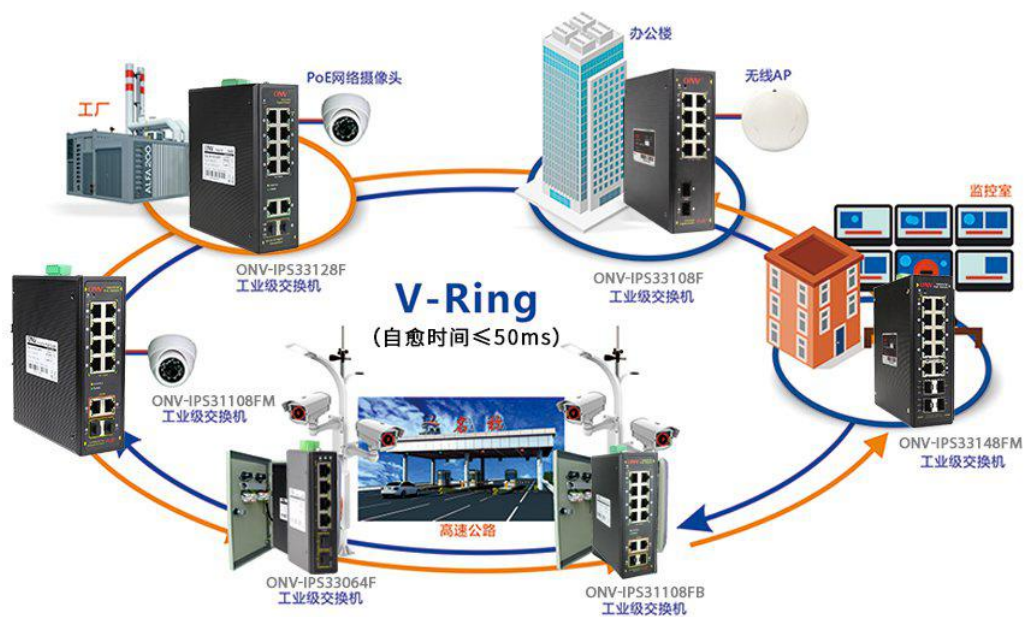 办公楼
PoE网络摄像头
无线AP
工厂
ONV
ONV
ALFA 200
监控室
ONV-IPS33128F
工业级交换机
ONV-IPS33108F
工业级交换机
V-Ring
(自愈时间≤50ms)
ONV-IPS31108FM
工业级交换机
ONV-IPS33148FM
工业级交换机
高速公路
ONV-IPS33064F
工业级交换机
ONV-IPS31108FB
工业级交换机